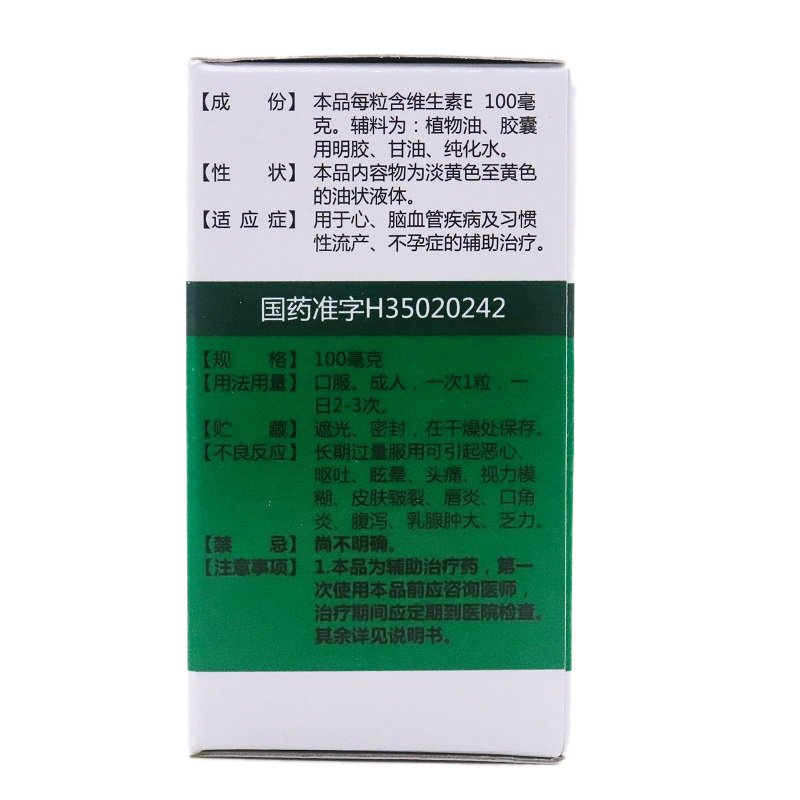 【成　份】 本品每粒含维生素E 100毫
克。辅料为：植物油、胶囊
用明胶、甘油、纯化水。
【性　状】 本品内容物为淡黄色至黄色
的油状液体。
【适应症】 用于心、脑血管疾病及习惯
性流产、不孕症的辅助治疗。
国药准字H35020242
【规　格】 100毫克
【用法用量】 口服。成人，一次1粒，一
日2-3次。
【贮　藏】 遮光、密封，在干燥处保存。
【不良反应】 长期过量服用可引起恶心、
呕吐、眩晕、头痛、视力模
糊、皮肤皲裂、唇炎、口角
炎、腹泻、乳腺肿大、乏力。
【禁　忌】 尚不明确。
【注意事项】 1.本品为辅助治疗药，第一
次使用本品前应咨询医师，
治疗期间应定期到医院检查。
其余详见说明书。